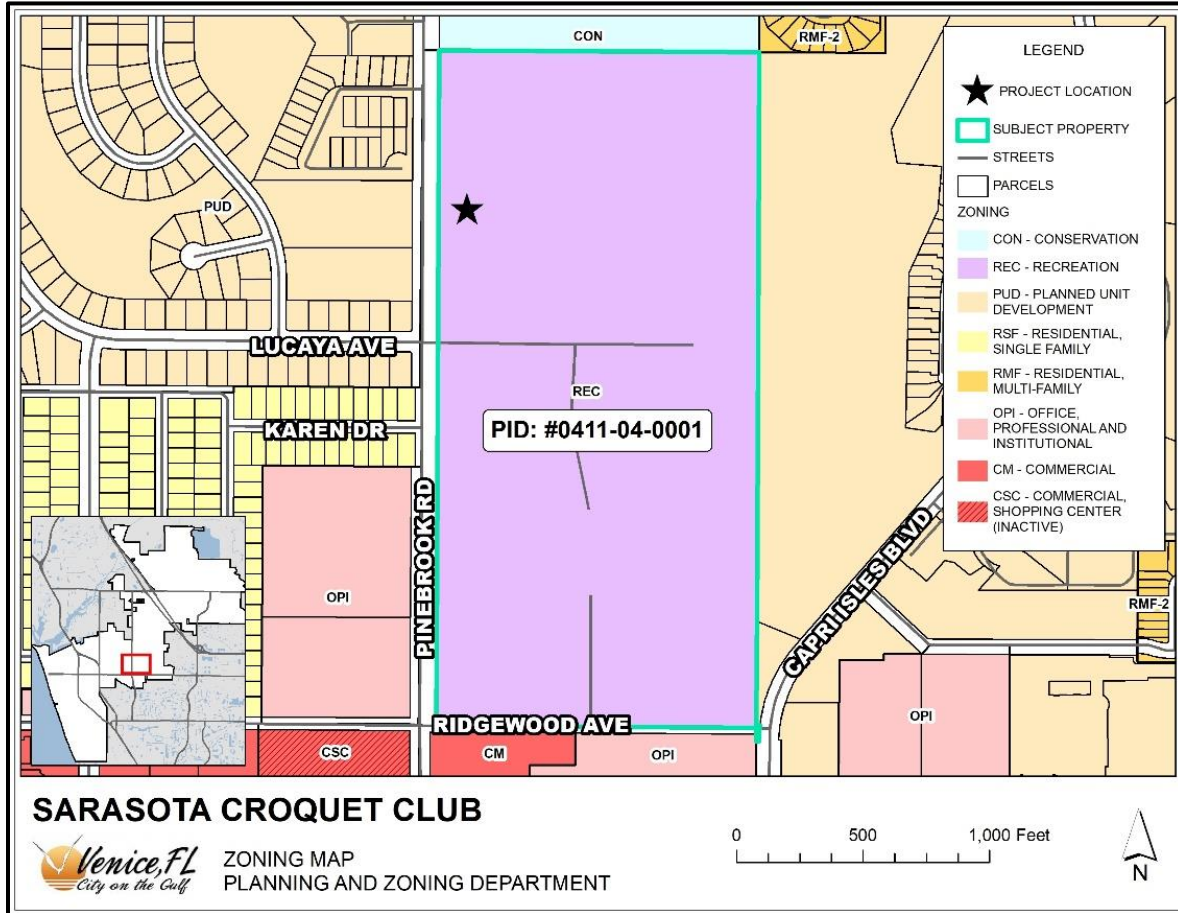 CON
RMF-2
LEGEND
PROJECT LOCATION
SUBJECT PROPERTY
STREETS
PARCELS
ZONING
CON - CONSERVATION
REC - RECREATION
PUD - PLANNED UNIT
DEVELOPMENT
RSF - RESIDENTIAL,
SINGLE FAMILY
RMF - RESIDENTIAL,
MULTI-FAMILY
OPI - OFFICE,
PROFESSIONAL AND
INSTITUTIONAL
CM - COMMERCIAL
CSC - COMMERCIAL,
SHOPPING CENTER
(INACTIVE)
PUD
LUCAYA AVE
REC
KAREN DR
PID: #0411-04-0001
PINEBROOK RD
CAPRI ISLES BLVD
OPI
RMF-2
RIDGEWOOD AVE
OPI
CSC
CM
OPI
SARASOTA CROQUET CLUB
Venice, FL
City on the Gulf
ZONING MAP
PLANNING AND ZONING DEPARTMENT
0 500 1,000 Feet
N